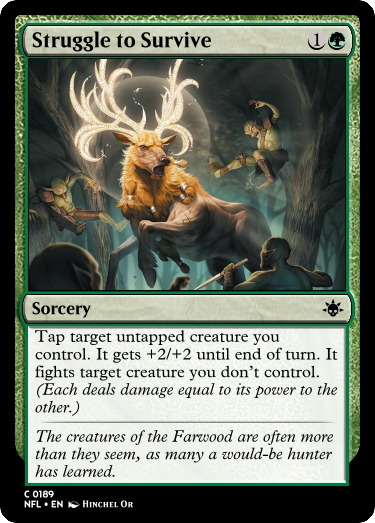 Struggle to Survive 1
Sorcery
Tap target untapped creature you
control. It gets +2/+2 until end of turn. It
fights target creature you don't control.
(Each deals damage equal to its power to the
other.)
The creatures of the Farwood are often more
than they seem, as many a would-be hunter
has learned.
C 0189
NFL • EN Hinchel Or